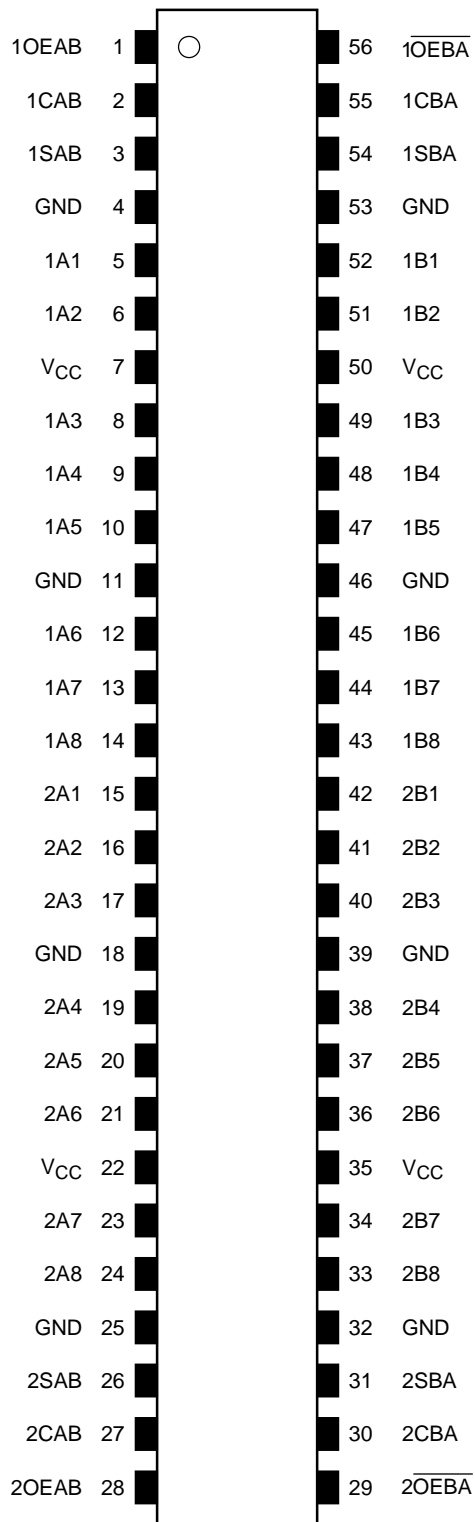 1OEAB 1 56 1O̅E̅B̅A̅
1CAB 2 55 1CBA
1SAB 3 54 1SBA
GND 4 53 GND
1A1 5 52 1B1
1A2 6 51 1B2
VCC 7 50 VCC
1A3 8 49 1B3
1A4 9 48 1B4
1A5 10 47 1B5
GND 11 46 GND
1A6 12 45 1B6
1A7 13 44 1B7
1A8 14 43 1B8
2A1 15 42 2B1
2A2 16 41 2B2
2A3 17 40 2B3
GND 18 39 GND
2A4 19 38 2B4
2A5 20 37 2B5
2A6 21 36 2B6
VCC 22 35 VCC
2A7 23 34 2B7
2A8 24 33 2B8
GND 25 32 GND
2SAB 26 31 2SBA
2CAB 27 30 2CBA
2OEAB 28 29 2O̅E̅B̅A̅